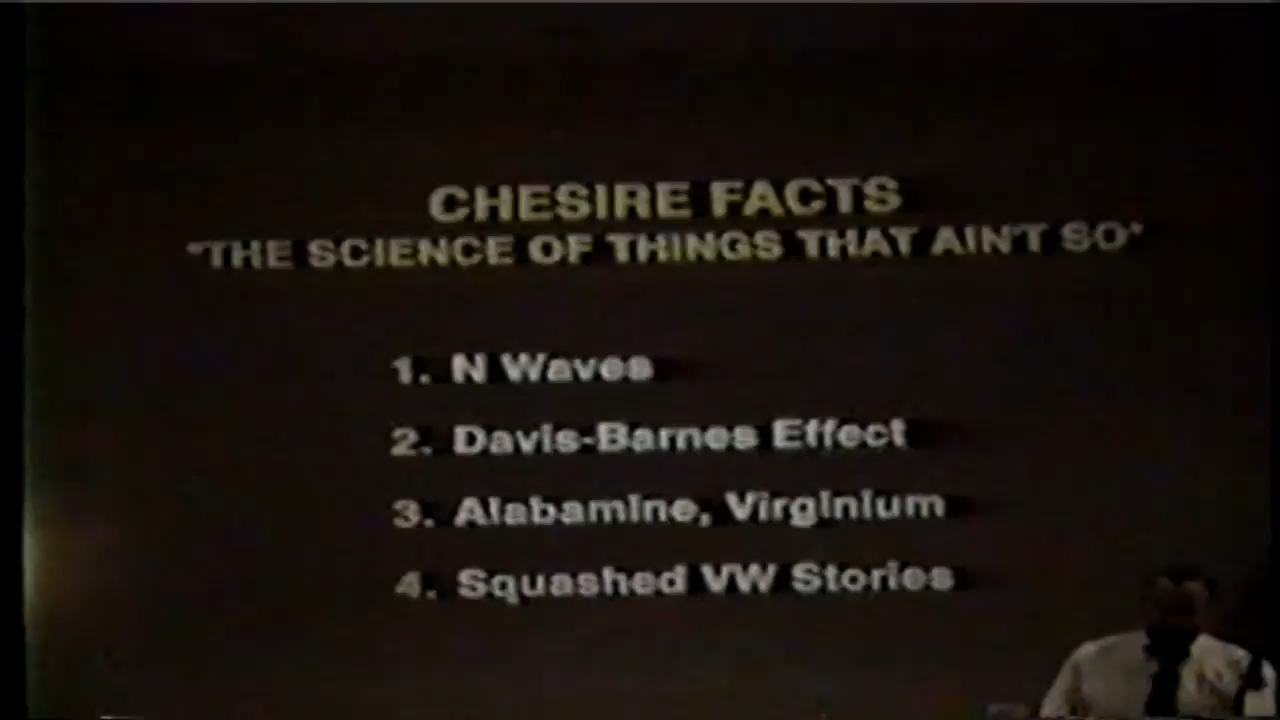 CHESIRE FACTS
"THE SCIENCE OF THINGS THAT AIN'T SO"
1. N Waves
2. Davis-Barnes Effect
3. Alabamine, Virginium
4. Squashed VW Stories